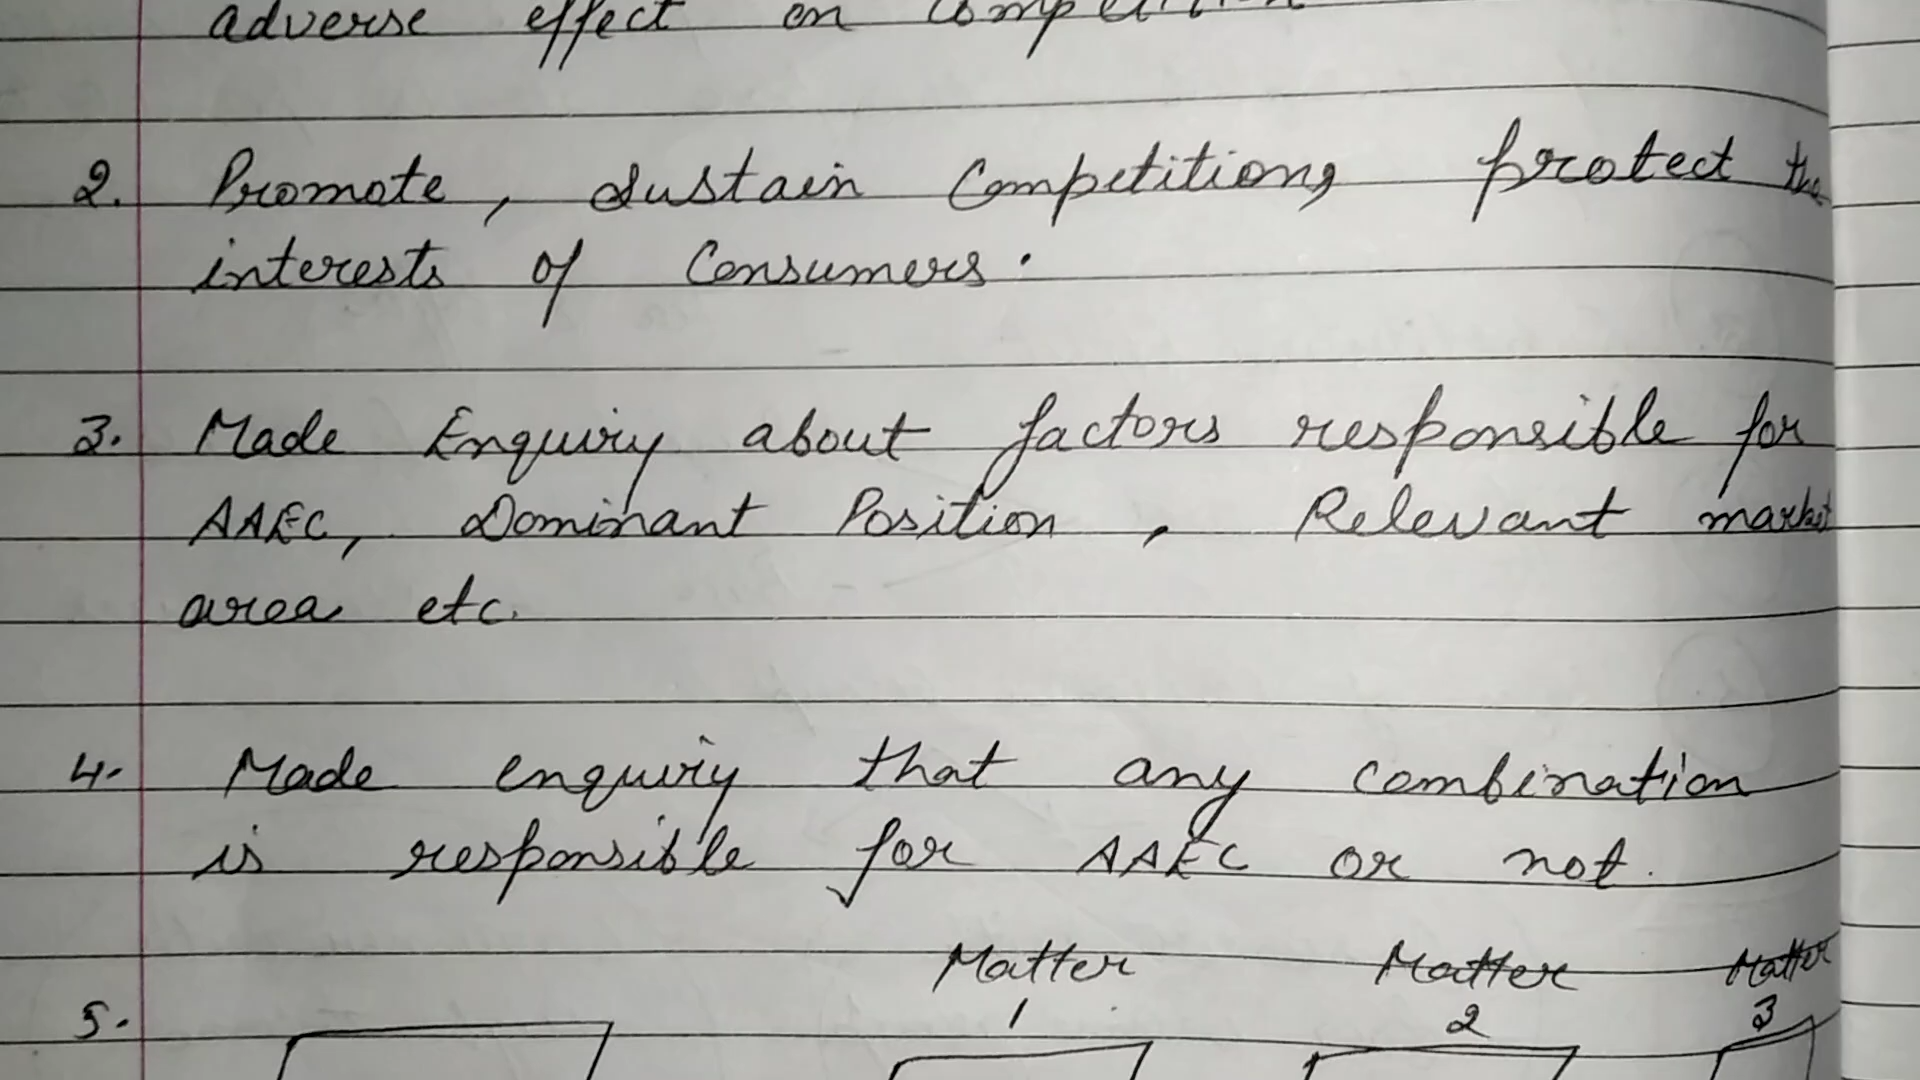 adverse effect on competition
2. Promote, sustain Competition, protect the
interests of Consumers.
3. Made Enquiry about factors responsible for
AAEC, Dominant Position, Relevant market
area etc.
4. Made enquiry that any combination
is responsible for AAEC or not.
Matter Matter Matter
5. 1 2 3